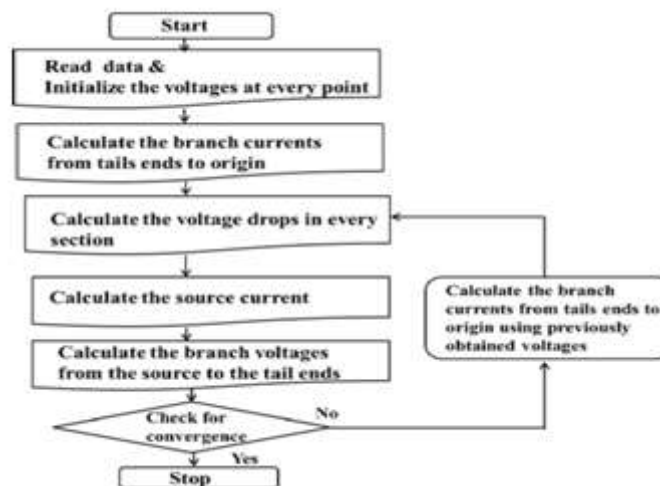 Start
Read data &
Initialize the voltages at every point
Calculate the branch currents
from tails ends to origin
Calculate the voltage drops in every
section
Calculate the source current
Calculate the branch voltages
from the source to the tail ends
Check for
convergence
No
Yes
Stop
Calculate the branch
currents from tails ends to
origin using previously
obtained voltages